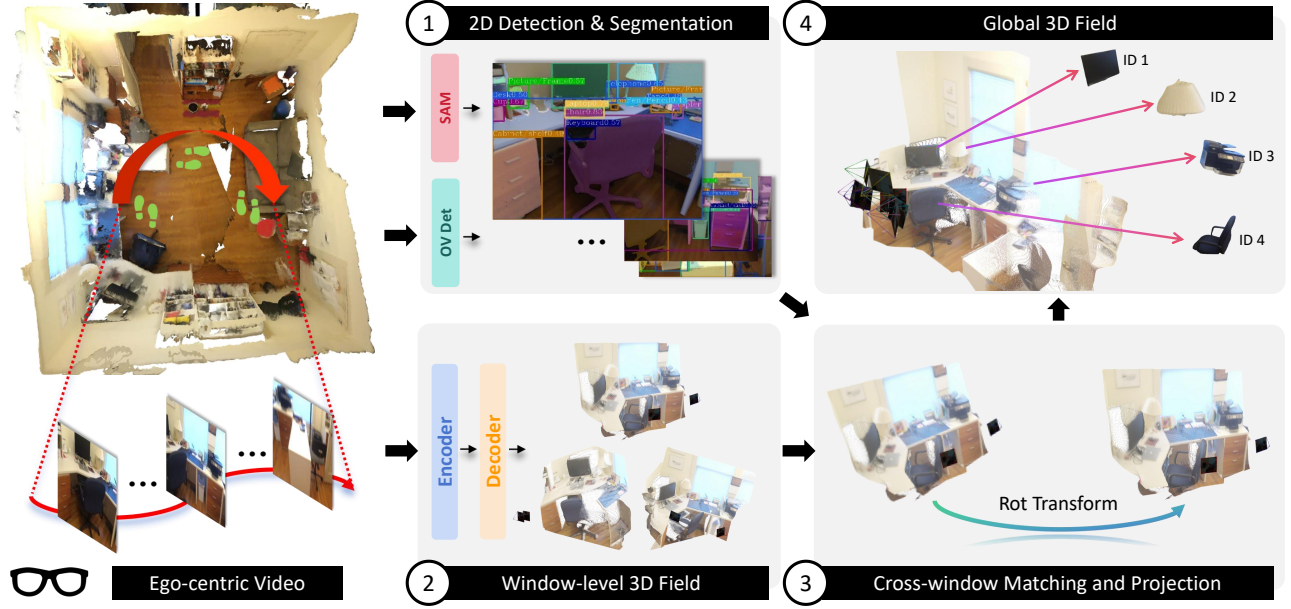 1
2D Detection & Segmentation
SAM
OV Det
...
4
Global 3D Field
ID 1
ID 2
ID 3
ID 4
Encoder
Decoder
2
Window-level 3D Field
Rot Transform
3
Cross-window Matching and Projection
...
...
Ego-centric Video